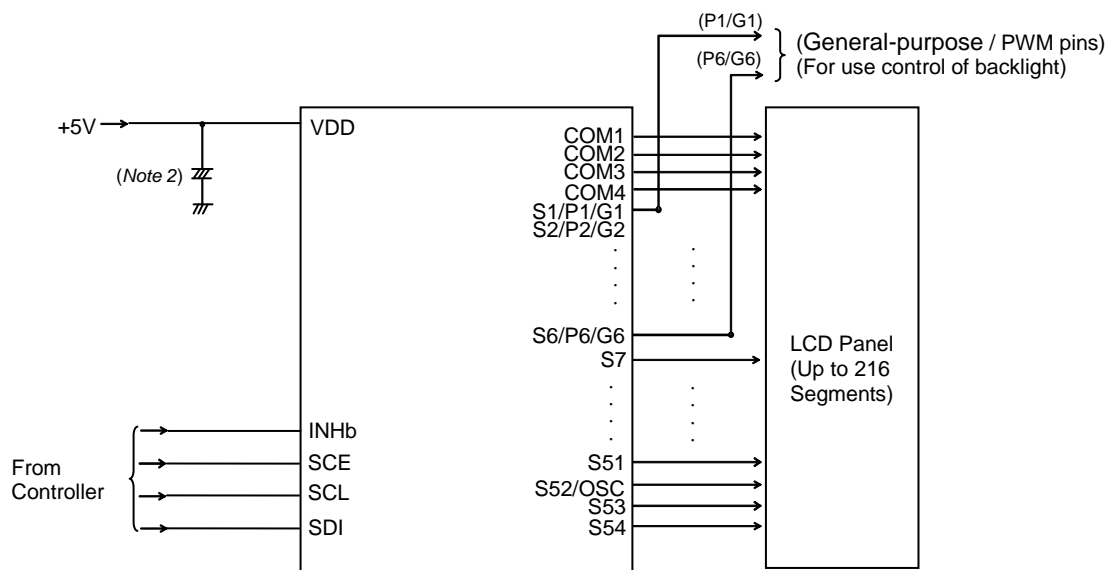 (P1/G1)
(General-purpose / PWM pins)
(P6/G6)
(For use control of backlight)
+5V
VDD
(Note 2)
COM1
COM2
COM3
COM4
S1/P1/G1
S2/P2/G2
S6/P6/G6
S7
LCD Panel
(Up to 216
Segments)
From
Controller
INHb
SCE
SCL
SDI
S51
S52/OSC
S53
S54